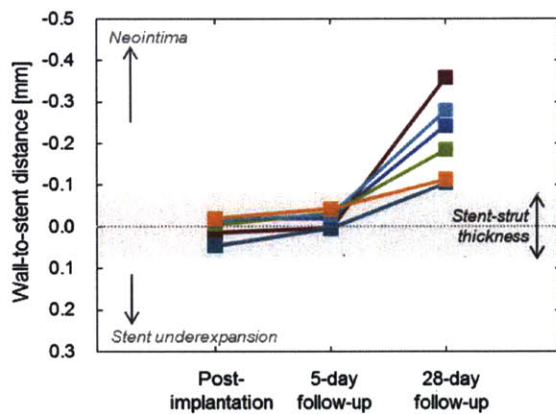 Wall-to-stent distance [mm]
-0.5
-0.4
-0.3
-0.2
-0.1
0.0
0.1
0.2
0.3
Neointima
Stent-strut
thickness
Stent underexpansion
Post-
implantation
5-day
follow-up
28-day
follow-up